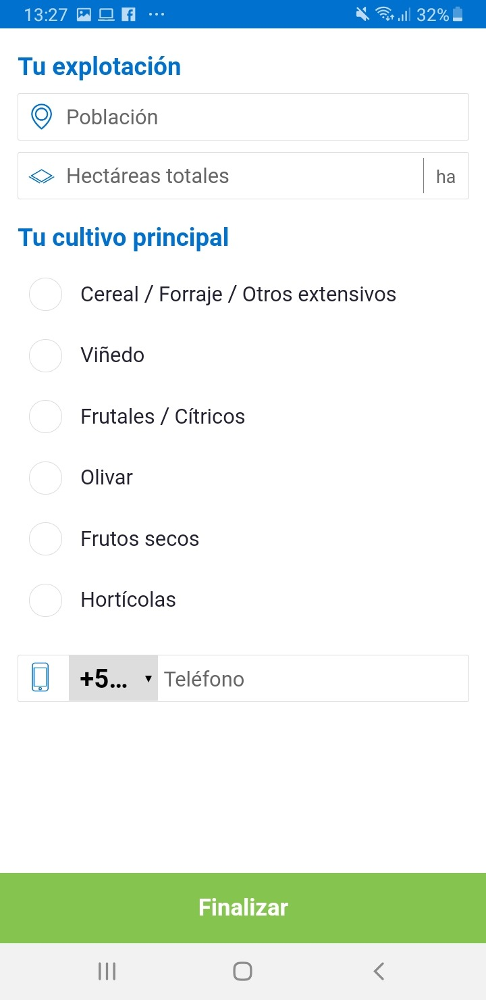 13:27 32%
Tu explotación
Población
Hectáreas totales ha
Tu cultivo principal
Cereal / Forraje / Otros extensivos
Viñedo
Frutales / Cítricos
Olivar
Frutos secos
Hortícolas
+5... Teléfono
Finalizar